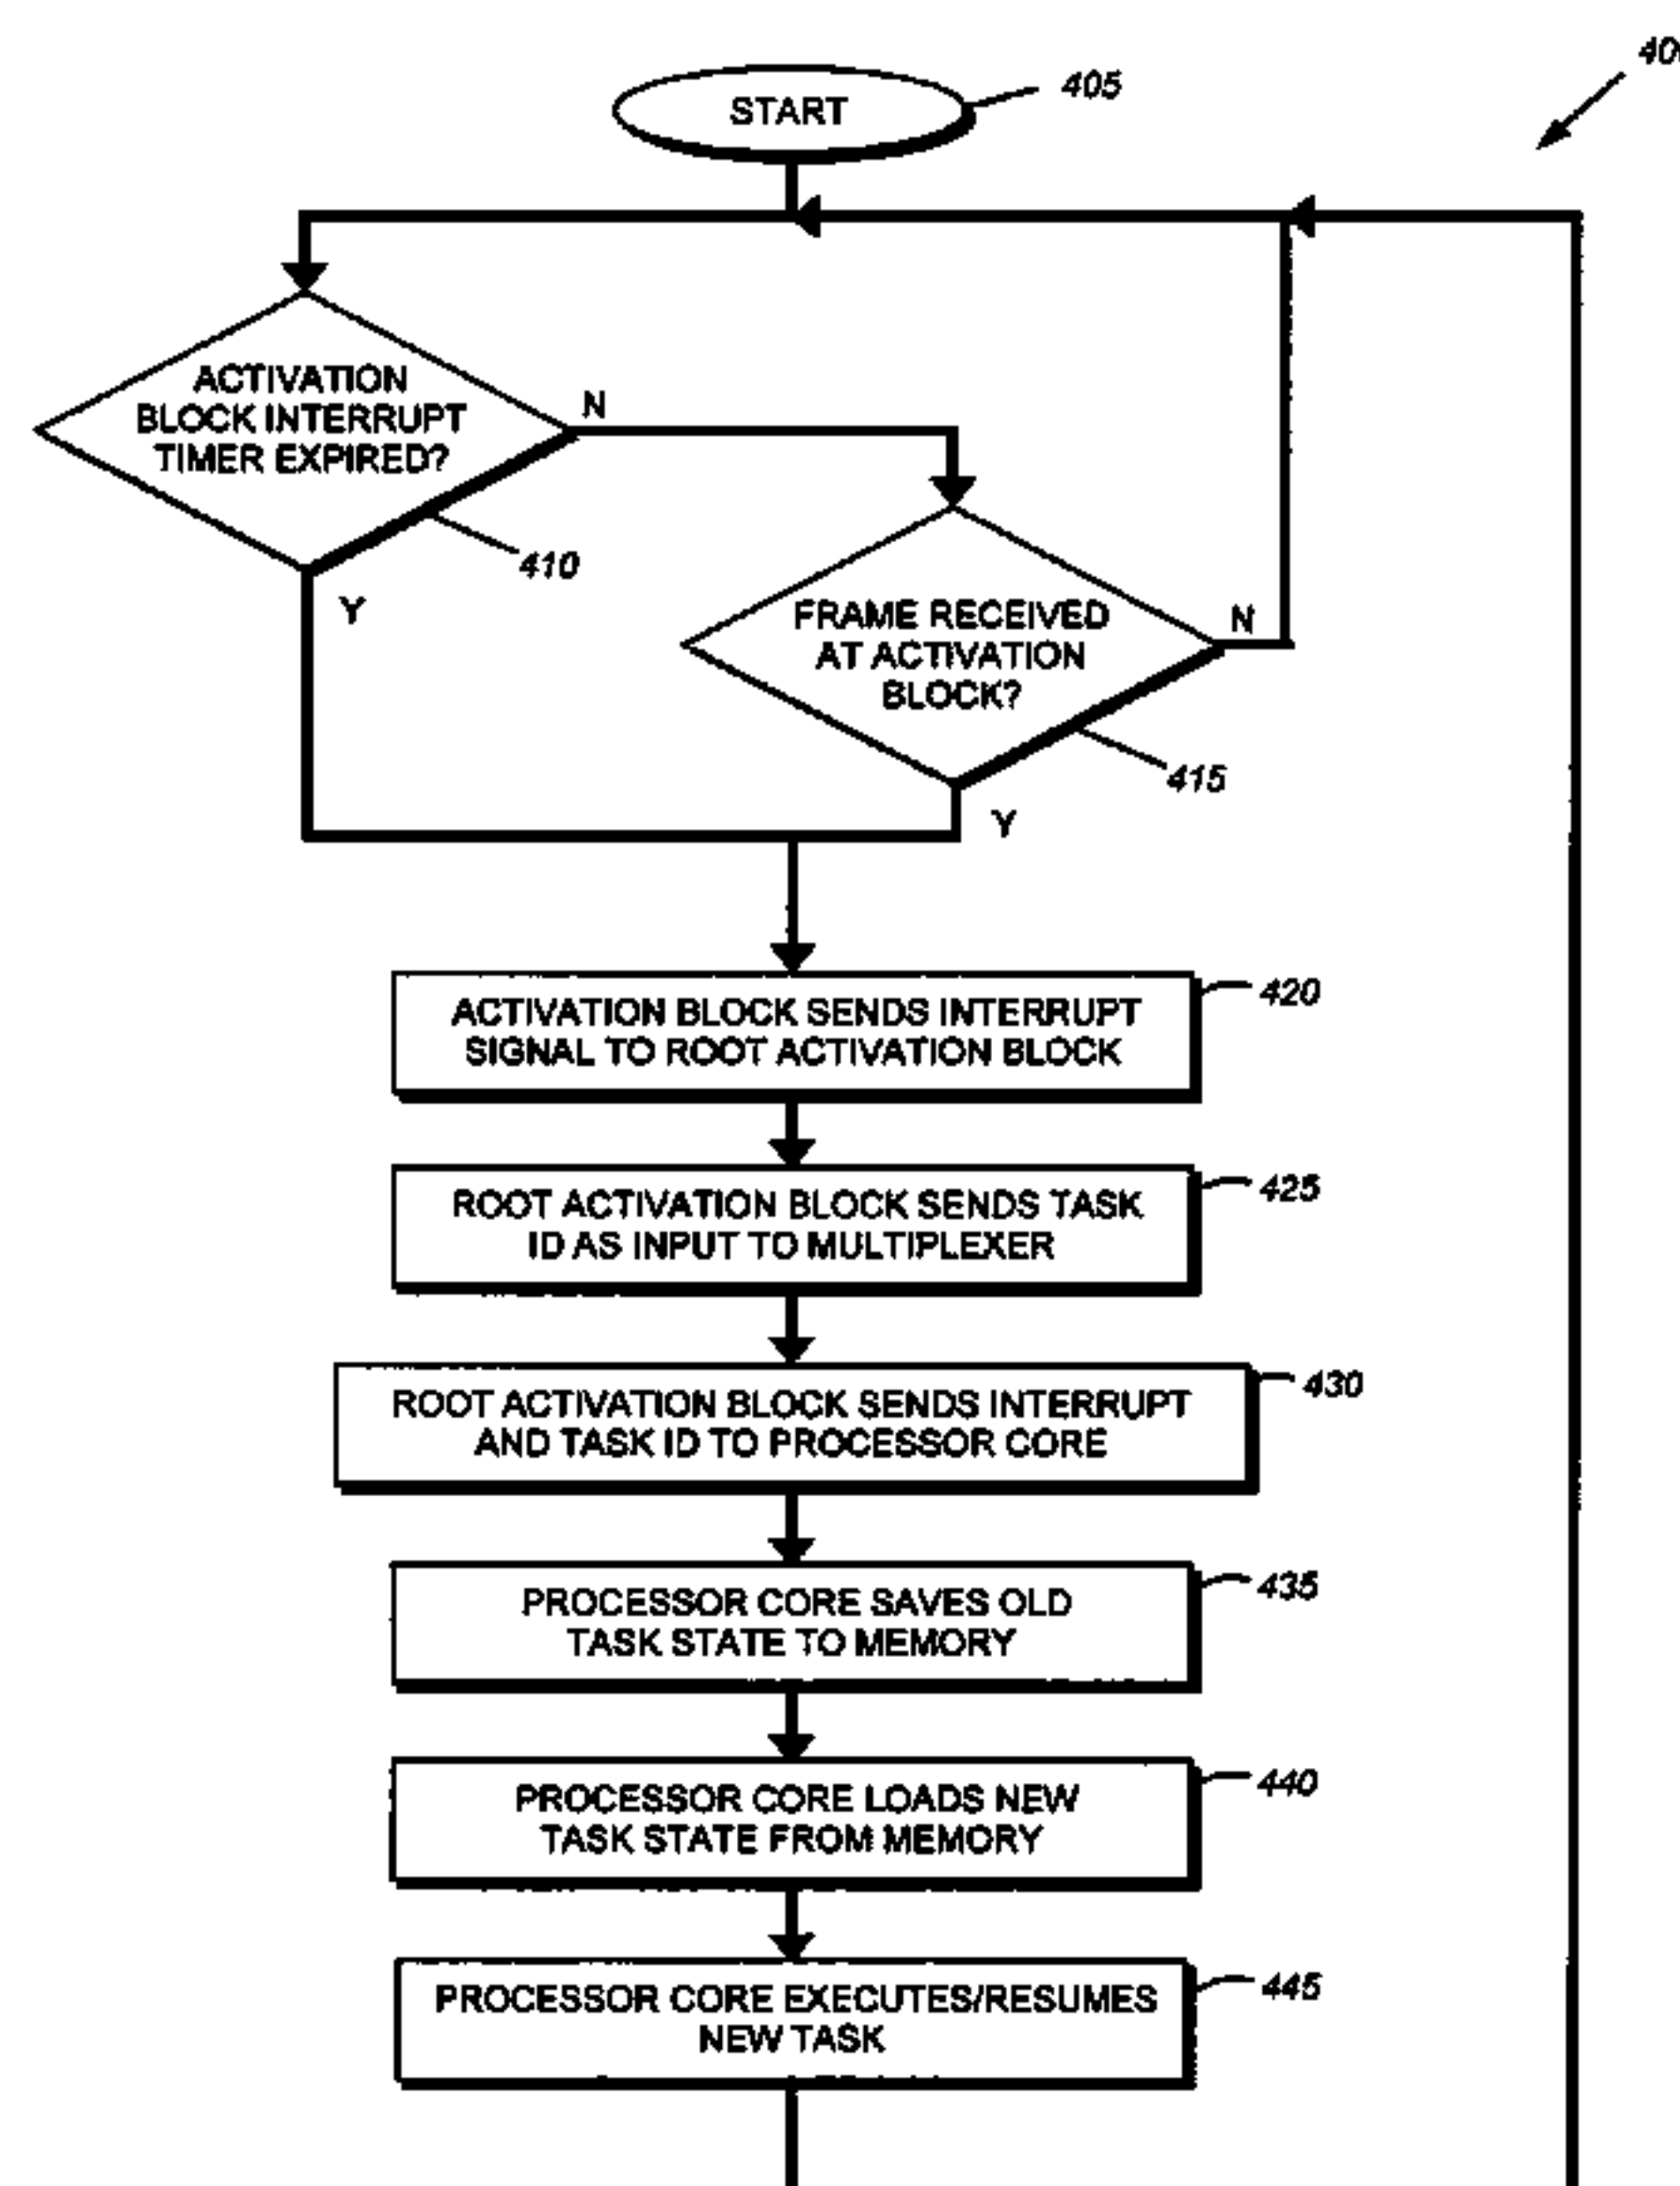 40
START
405
ACTIVATION
BLOCK INTERRUPT
TIMER EXPIRED?
N
410
Y
FRAME RECEIVED
AT ACTIVATION
BLOCK?
N
415
Y
ACTIVATION BLOCK SENDS INTERRUPT
SIGNAL TO ROOT ACTIVATION BLOCK
420
ROOT ACTIVATION BLOCK SENDS TASK
ID AS INPUT TO MULTIPLEXER
425
ROOT ACTIVATION BLOCK SENDS INTERRUPT
AND TASK ID TO PROCESSOR CORE
430
PROCESSOR CORE SAVES OLD
TASK STATE TO MEMORY
435
PROCESSOR CORE LOADS NEW
TASK STATE FROM MEMORY
440
PROCESSOR CORE EXECUTES/RESUMES
NEW TASK
445